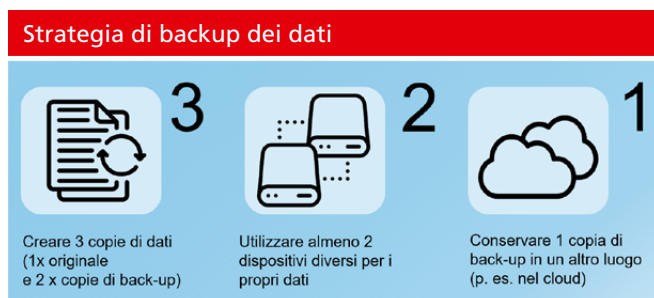 Strategia di backup dei dati
3
2
1
Creare 3 copie di dati
(1x originale
e 2 x copie di back-up)
Utilizzare almeno 2
dispositivi diversi per i
propri dati
Conservare 1 copia di
back-up in un altro luogo
(p. es. nel cloud)